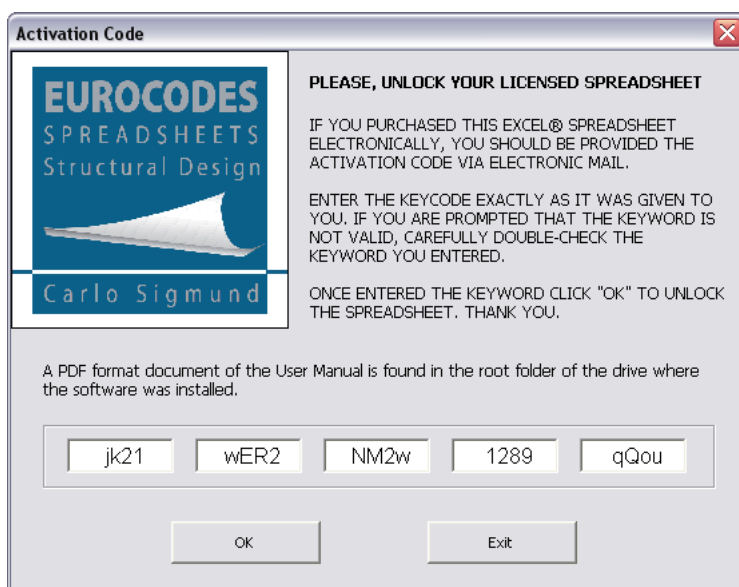 Activation Code
EUROCODES
SPREADSHEETS
Structural Design
Carlo Sigmund
PLEASE, UNLOCK YOUR LICENSED SPREADSHEET
IF YOU PURCHASED THIS EXCEL® SPREADSHEET
ELECTRONICALLY, YOU SHOULD BE PROVIDED THE
ACTIVATION CODE VIA ELECTRONIC MAIL.
ENTER THE KEYCODE EXACTLY AS IT WAS GIVEN TO
YOU. IF YOU ARE PROMPTED THAT THE KEYWORD IS
NOT VALID, CAREFULLY DOUBLE-CHECK THE
KEYWORD YOU ENTERED.
ONCE ENTERED THE KEYWORD CLICK "OK" TO UNLOCK
THE SPREADSHEET. THANK YOU.
A PDF format document of the User Manual is found in the root folder of the drive where
the software was installed.
jk21 wER2 NM2w 1289 qQou
OK Exit